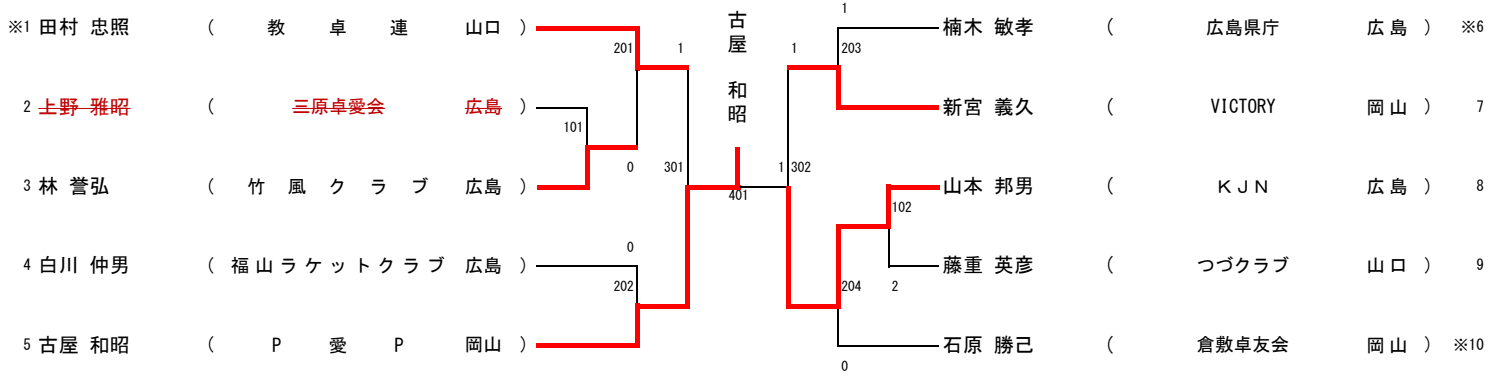 ※1 田村 忠照 ( 教 卓 連 山口 )
2 上野 雅昭 ( 三原卓愛会 広島 )
3 林 誉弘 ( 竹 風 ク ラ ブ 広島 )
4 白川 仲男 ( 福山ラケットクラブ 広島 )
5 古屋 和昭 ( P 愛 P 岡山 )
201
1
101
0
301
0
202
古屋 和昭
401
1
203
1
1 302
102
204
2
0
楠木 敏孝 ( 広島県庁 広島 ) ※6
新宮 義久 ( VICTORY 岡山 ) 7
山本 邦男 ( KJN 広島 ) 8
藤重 英彦 ( つづクラブ 山口 ) 9
石原 勝己 ( 倉敷卓友会 岡山 ) ※10